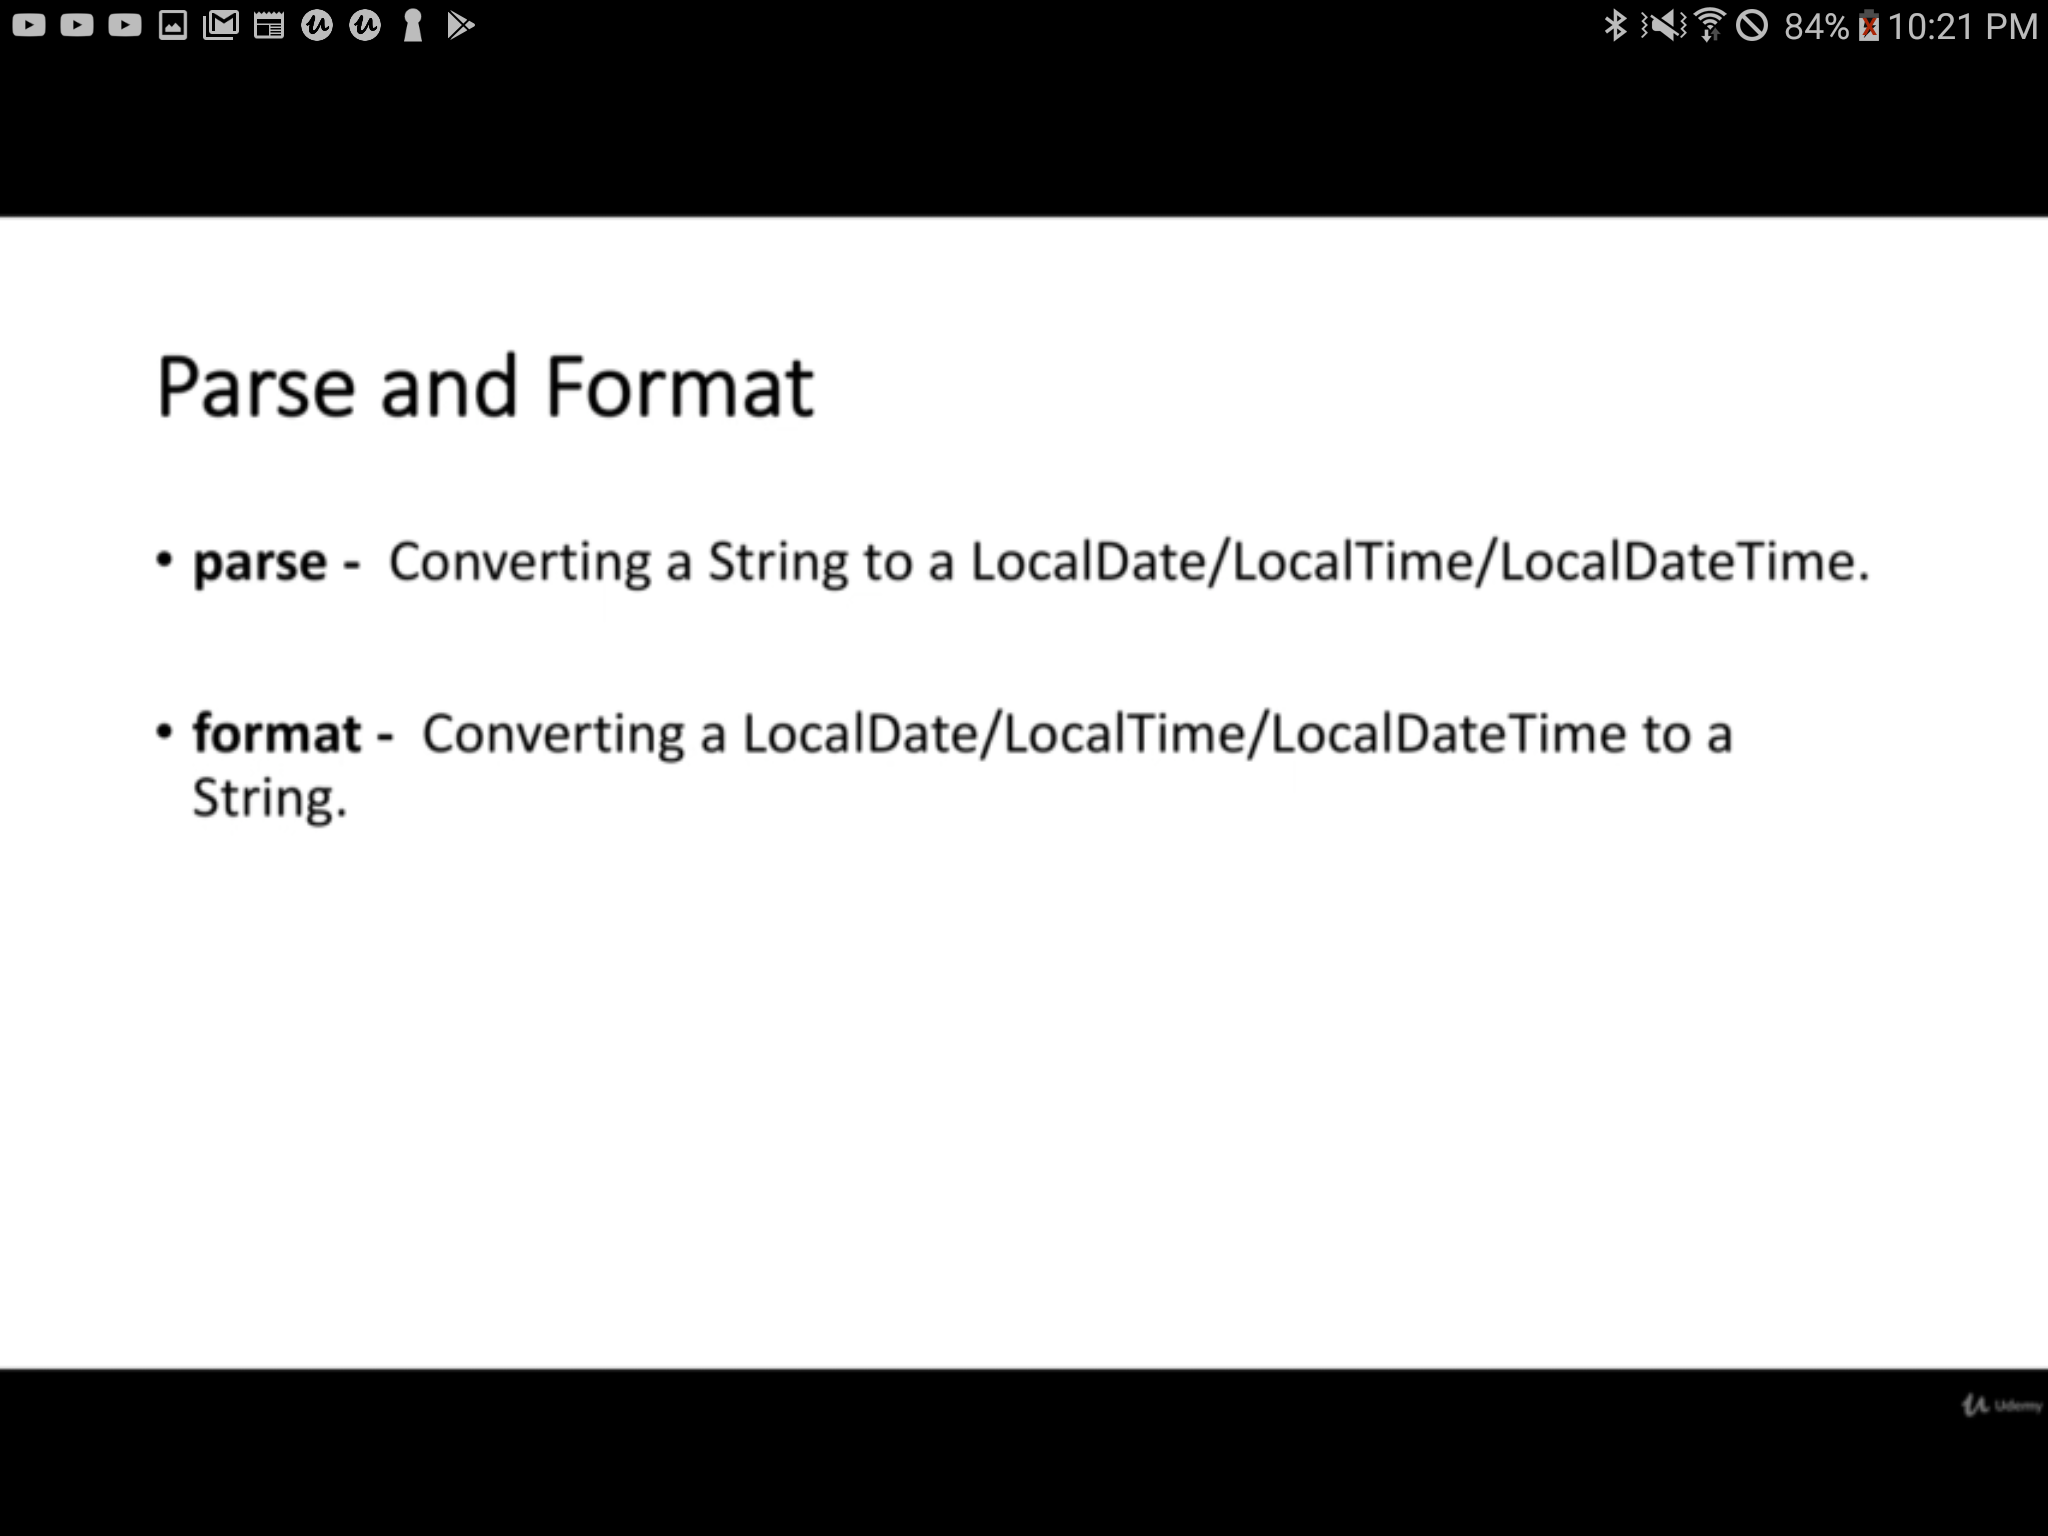 84% 10:21 PM
Parse and Format
• parse - Converting a String to a LocalDate/LocalTime/LocalDateTime.
• format - Converting a LocalDate/LocalTime/LocalDateTime to a
String.
Udemy